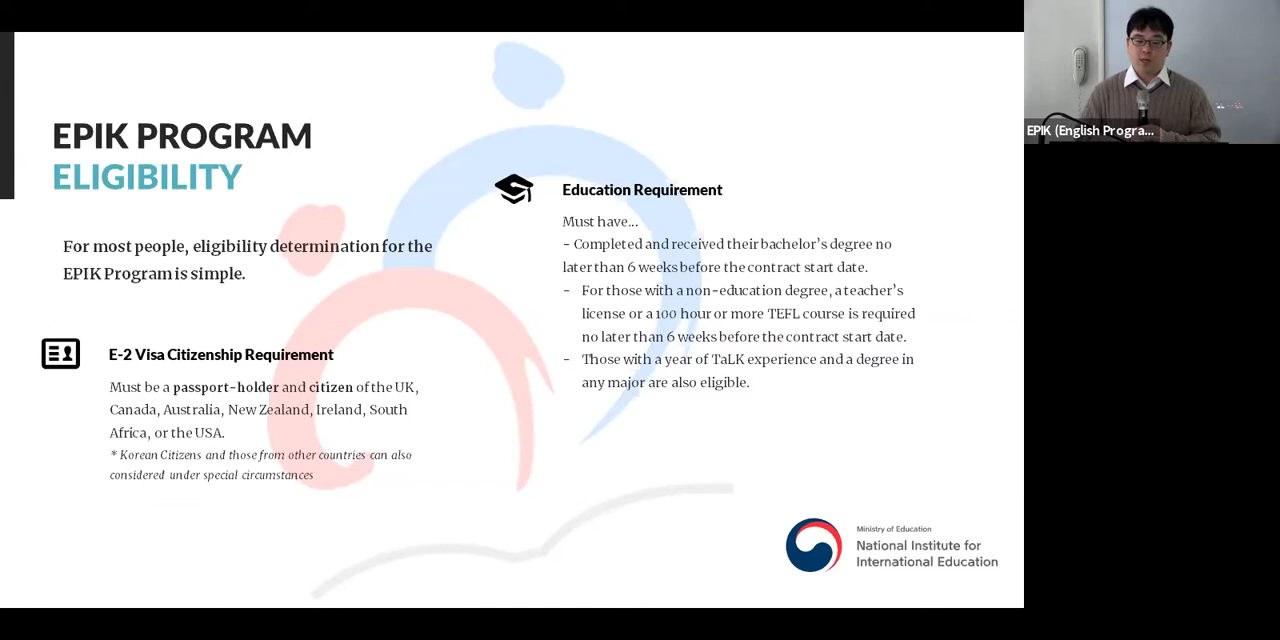 EPIK PROGRAM
ELIGIBILITY
For most people, eligibility determination for the
EPIK Program is simple.
E-2 Visa Citizenship Requirement
Must be a passport-holder and citizen of the UK,
Canada, Australia, New Zealand, Ireland, South
Africa, or the USA.
* Korean Citizens and those from other countries can also
considered under special circumstances
Education Requirement
Must have...
- Completed and received their bachelor's degree no
later than 6 weeks before the contract start date.
- For those with a non-education degree, a teacher's
license or a 100 hour or more TEFL course is required
no later than 6 weeks before the contract start date.
- Those with a year of TaLK experience and a degree in
any major are also eligible.
Ministry of Education
National Institute for
International Education
EPIK (English Progra...